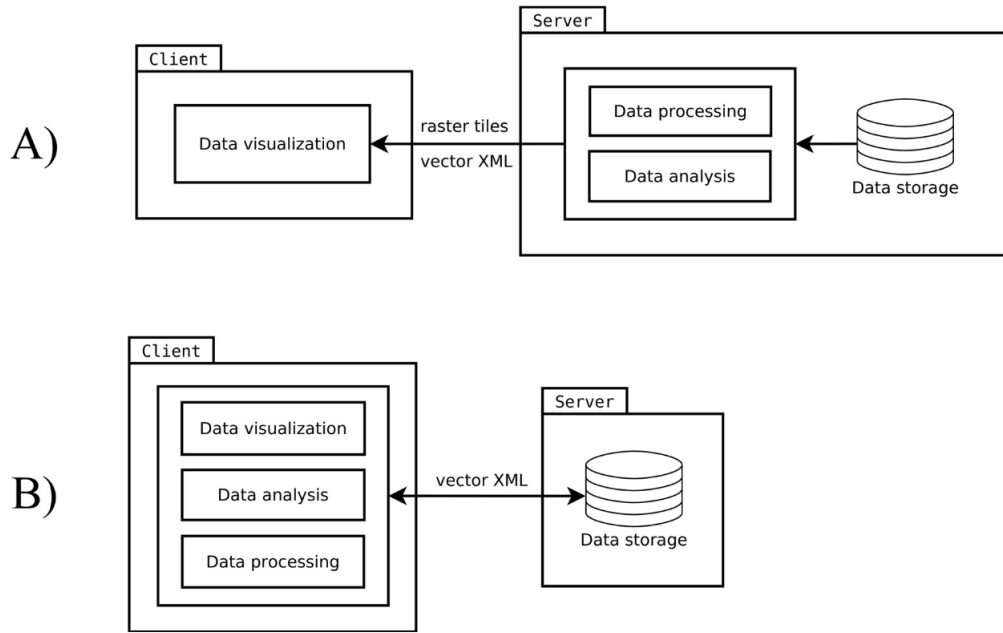 A)
Client
Data visualization
raster tiles
vector XML
Server
Data processing
Data analysis
Data storage
B)
Client
Data visualization
Data analysis
Data processing
vector XML
Server
Data storage